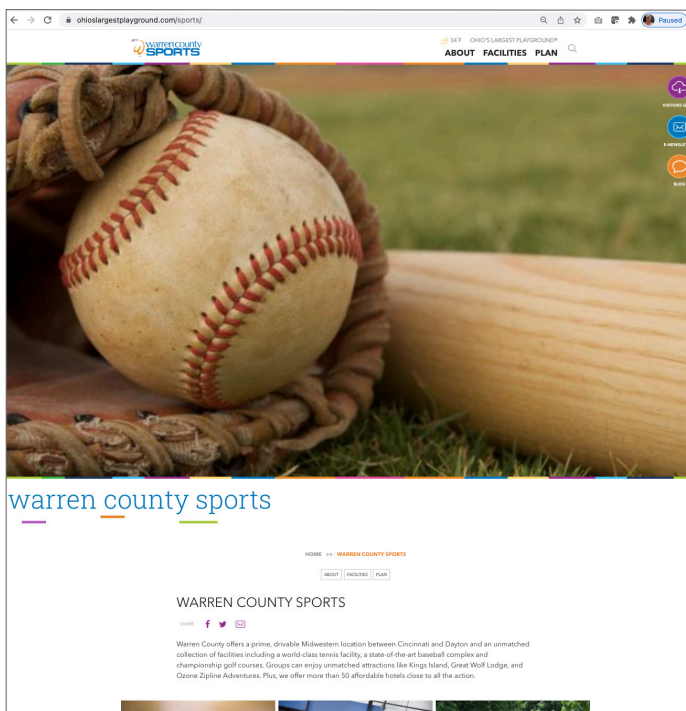 ohioslargestplayground.com/sports/
Paused
warren county
SPORTS
34°F OHIO'S LARGEST PLAYGROUND®
ABOUT FACILITIES PLAN
VISITORS G
E-NEWSLET
BLOG
warren county sports
HOME >> WARREN COUNTY SPORTS
ABOUT FACILITIES PLAN
WARREN COUNTY SPORTS
SHARE
Warren County offers a prime, drivable Midwestern location between Cincinnati and Dayton and an unmatched
collection of facilities including a world-class tennis facility, a state-of-the-art baseball complex and
championship golf courses. Groups can enjoy unmatched attractions like Kings Island, Great Wolf Lodge, and
Ozone Zipline Adventures. Plus, we offer more than 50 affordable hotels close to all the action.